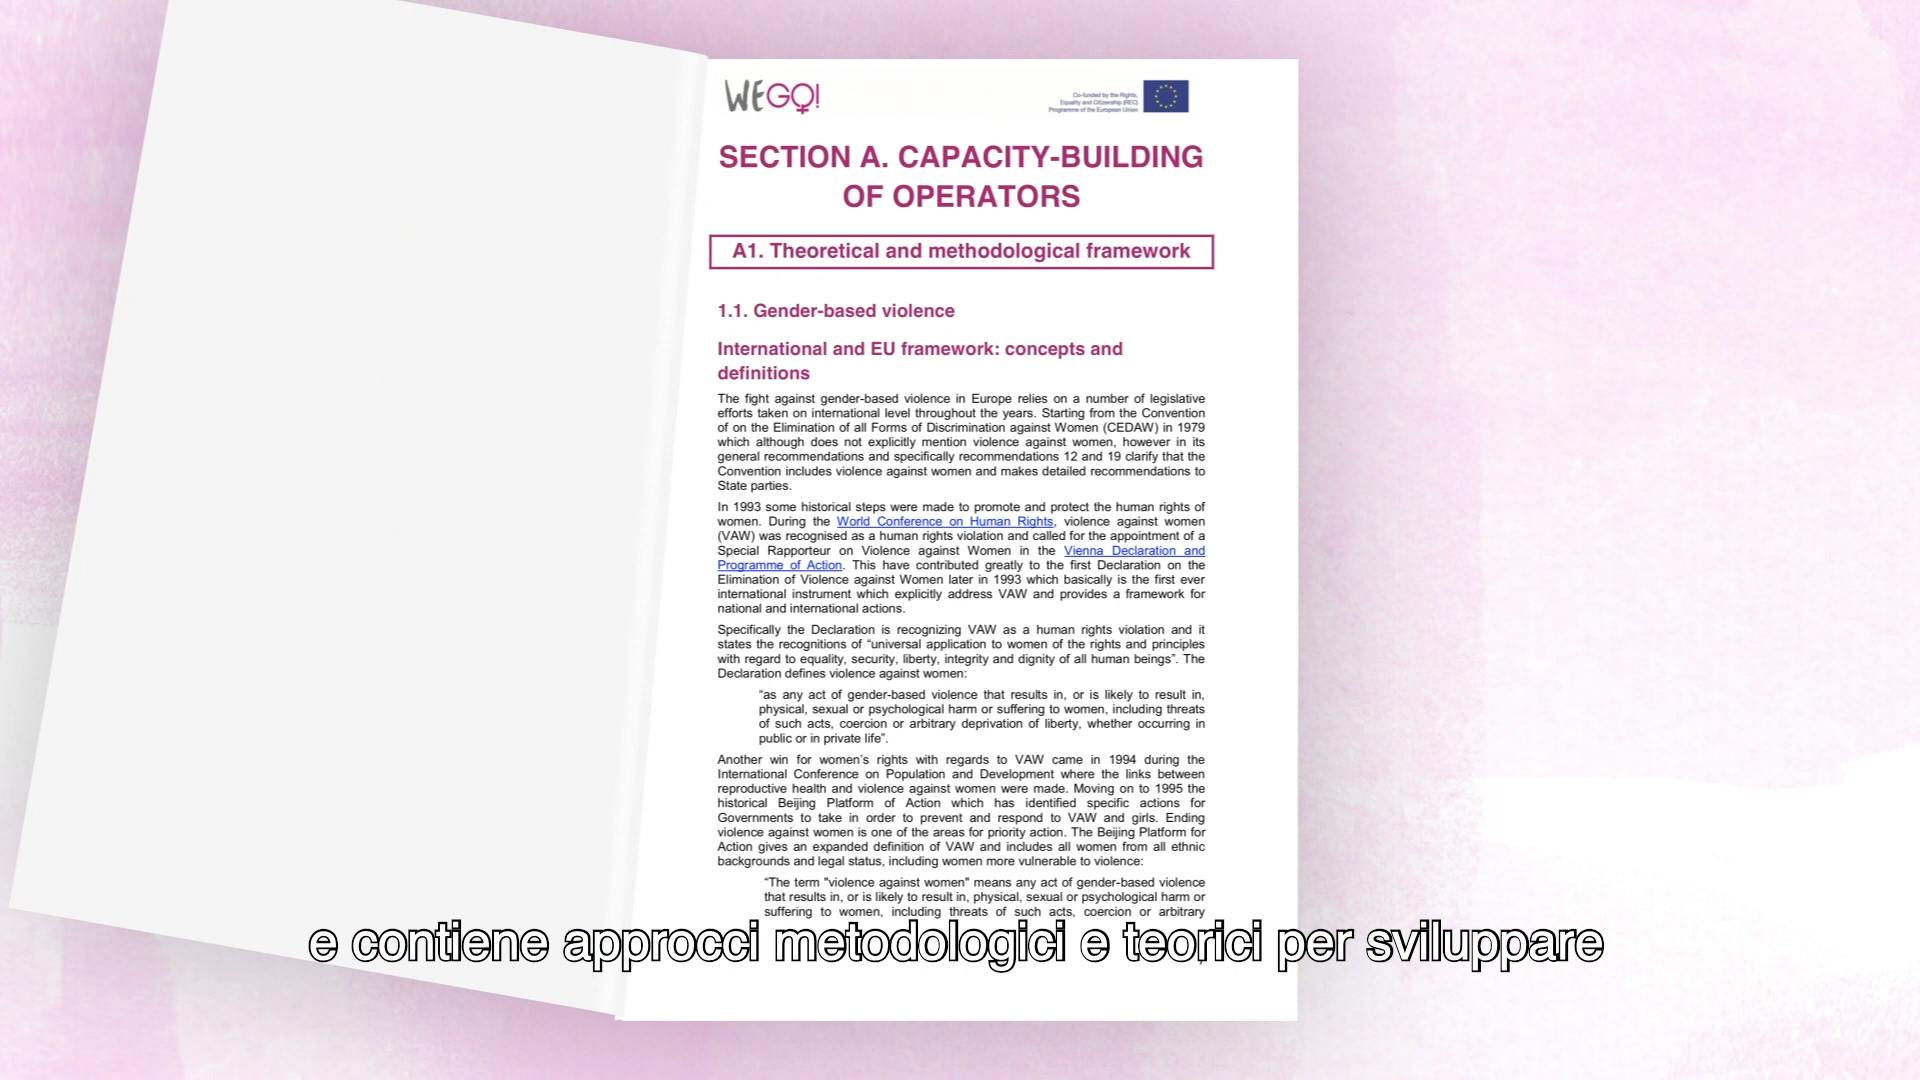 WEGO!
Co-funded by the Rights,
Equality and Citizenship (REC)
Programme of the European Union
SECTION A. CAPACITY-BUILDING
OF OPERATORS
A1. Theoretical and methodological framework
1.1. Gender-based violence
International and EU framework: concepts and
definitions
The fight against gender-based violence in Europe relies on a number of legislative
efforts taken on international level throughout the years. Starting from the Convention
of on the Elimination of all Forms of Discrimination against Women (CEDAW) in 1979
which although does not explicitly mention violence against women, however in its
general recommendations and specifically recommendations 12 and 19 clarify that the
Convention includes violence against women and makes detailed recommendations to
State parties.
In 1993 some historical steps were made to promote and protect the human rights of
women. During the World Conference on Human Rights, violence against women
(VAW) was recognised as a human rights violation and called for the appointment of a
Special Rapporteur on Violence against Women in the Vienna Declaration and
Programme of Action. This have contributed greatly to the first Declaration on the
Elimination of Violence against Women later in 1993 which basically is the first ever
international instrument which explicitly address VAW and provides a framework for
national and international actions.
Specifically the Declaration is recognizing VAW as a human rights violation and it
states the recognitions of “universal application to women of the rights and principles
with regard to equality, security, liberty, integrity and dignity of all human beings”. The
Declaration defines violence against women:
“as any act of gender-based violence that results in, or is likely to result in,
physical, sexual or psychological harm or suffering to women, including threats
of such acts, coercion or arbitrary deprivation of liberty, whether occurring in
public or in private life”.
Another win for women’s rights with regards to VAW came in 1994 during the
International Conference on Population and Development where the links between
reproductive health and violence against women were made. Moving on to 1995 the
historical Beijing Platform of Action which has identified specific actions for
Governments to take in order to prevent and respond to VAW and girls. Ending
violence against women is one of the areas for priority action. The Beijing Platform for
Action gives an expanded definition of VAW and includes all women from all ethnic
backgrounds and legal status, including women more vulnerable to violence:
“The term "violence against women" means any act of gender-based violence
that results in, or is likely to result in, physical, sexual or psychological harm or
suffering to women, including threats of such acts, coercion or arbitrary
e contiene approcci metodologici e teorici per sviluppare